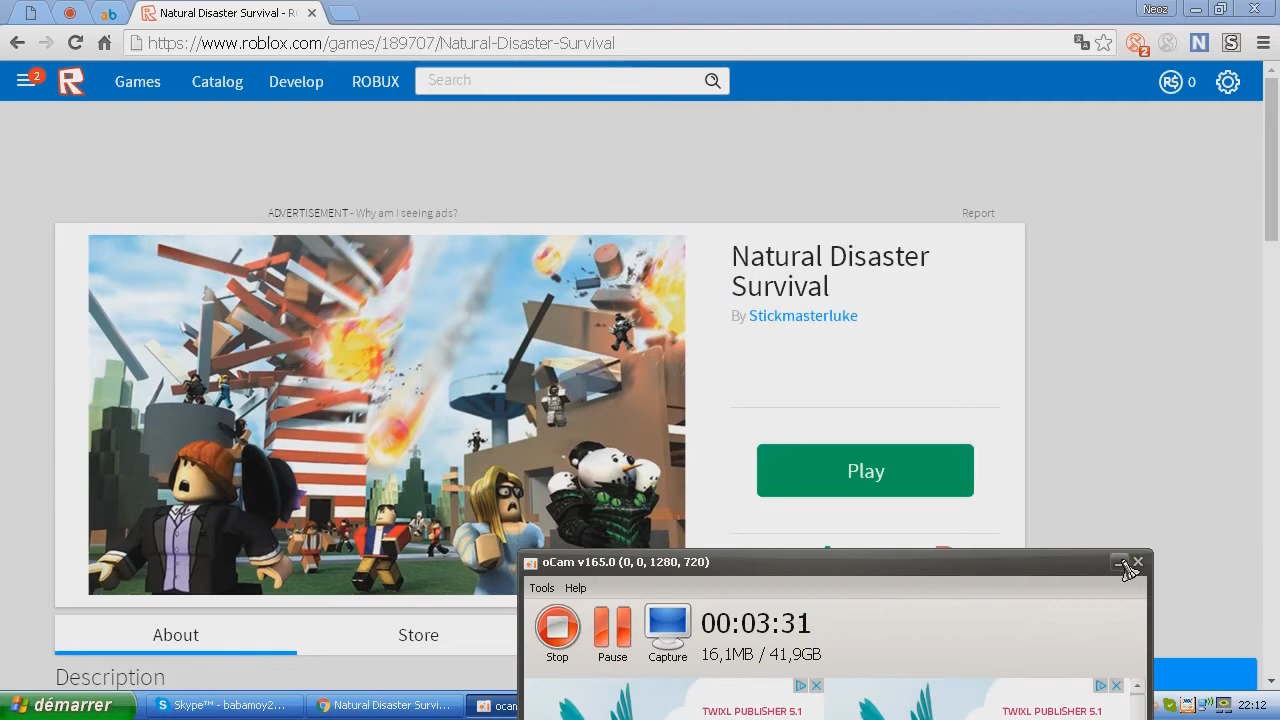 ab
Natural Disaster Survival - R
Neoz
https://www.roblox.com/games/189707/Natural-Disaster-Survival
2
N
S
2
R
Games
Catalog
Develop
ROBUX
Search
R$
0
ADVERTISEMENT - Why am I seeing ads?
Report
Natural Disaster
Survival
By Stickmasterluke
Play
oCam v165.0 (0, 0, 1280, 720)
Tools
Help
00:03:31
16,1MB / 41,9GB
Stop
Pause
Capture
About
Store
Description
TWIXL PUBLISHER 5.1
TWIXL PUBLISHER 5.1
démarrer
Skype™ - babamoy2...
Natural Disaster Survi...
ocam
22:12